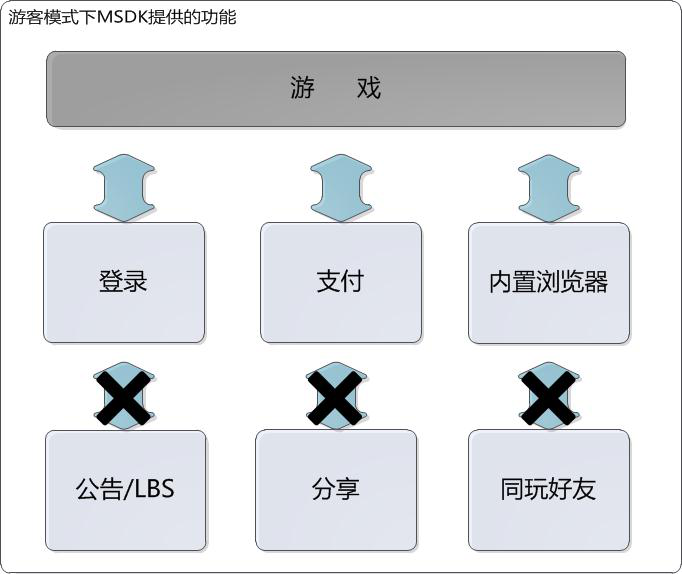 游客模式下MSDK提供的功能
游 戏
登录 支付 内置浏览器
公告/LBS 分享 同玩好友